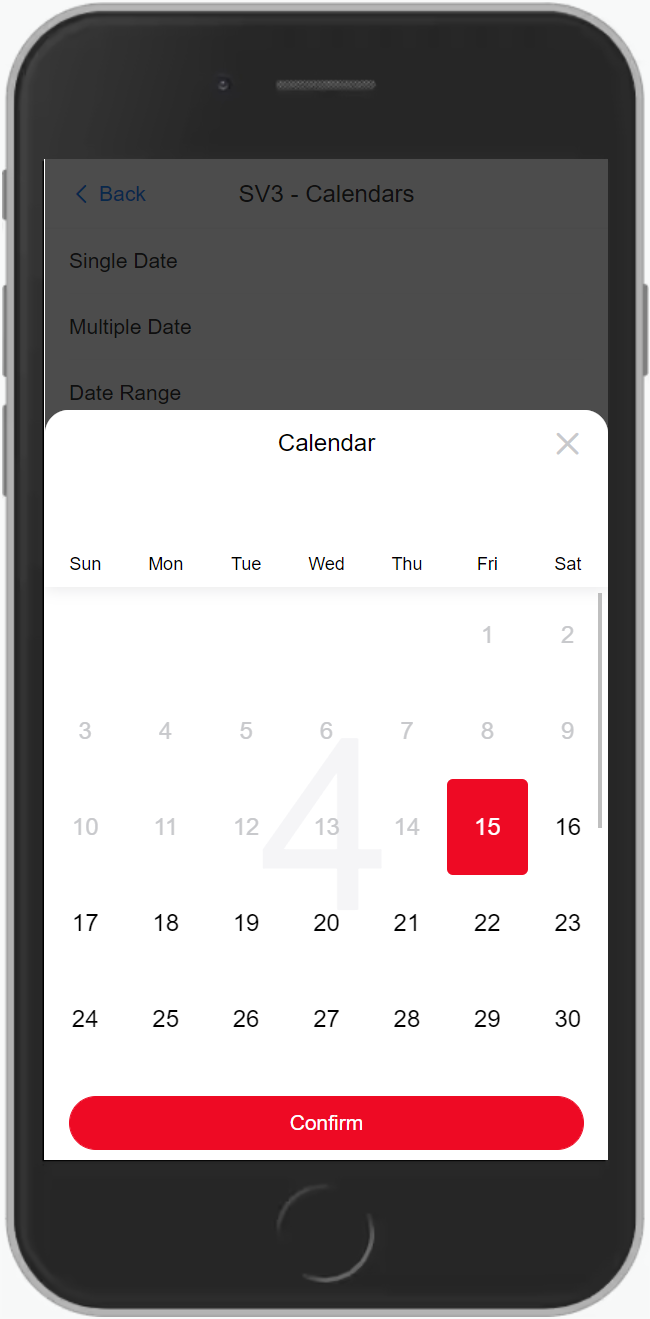 Back SV3 - Calendars
Single Date
Multiple Date
Date Range
Calendar
Sun Mon Tue Wed Thu Fri Sat
1 2
3 4 5 6 7 8 9
4
10 11 12 13 14 15 16
17 18 19 20 21 22 23
24 25 26 27 28 29 30
Confirm